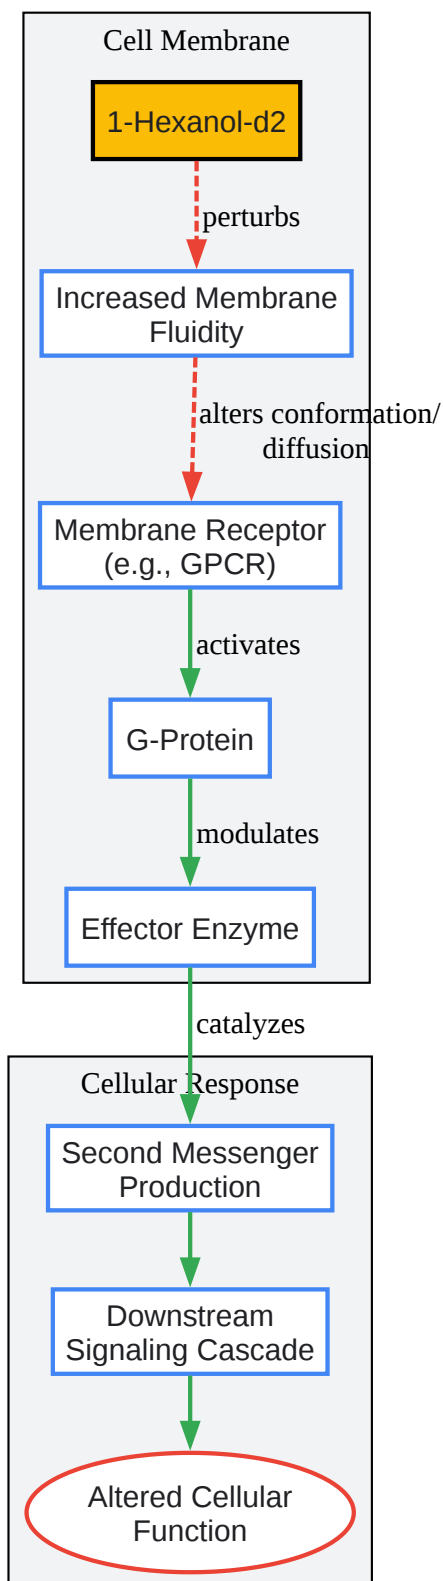 Cell Membrane
1-Hexanol-d2
perturbs
Increased Membrane
Fluidity
alters conformation/
diffusion
Membrane Receptor
(e.g., GPCR)
activates
G-Protein
modulates
Effector Enzyme
catalyzes
Cellular Response
Second Messenger
Production
Downstream
Signaling Cascade
Altered Cellular
Function